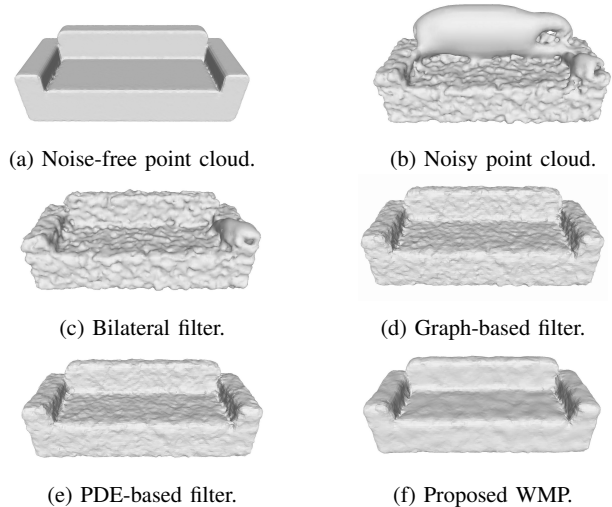 (a) Noise-free point cloud.
(b) Noisy point cloud.
(c) Bilateral filter.
(d) Graph-based filter.
(e) PDE-based filter.
(f) Proposed WMP.